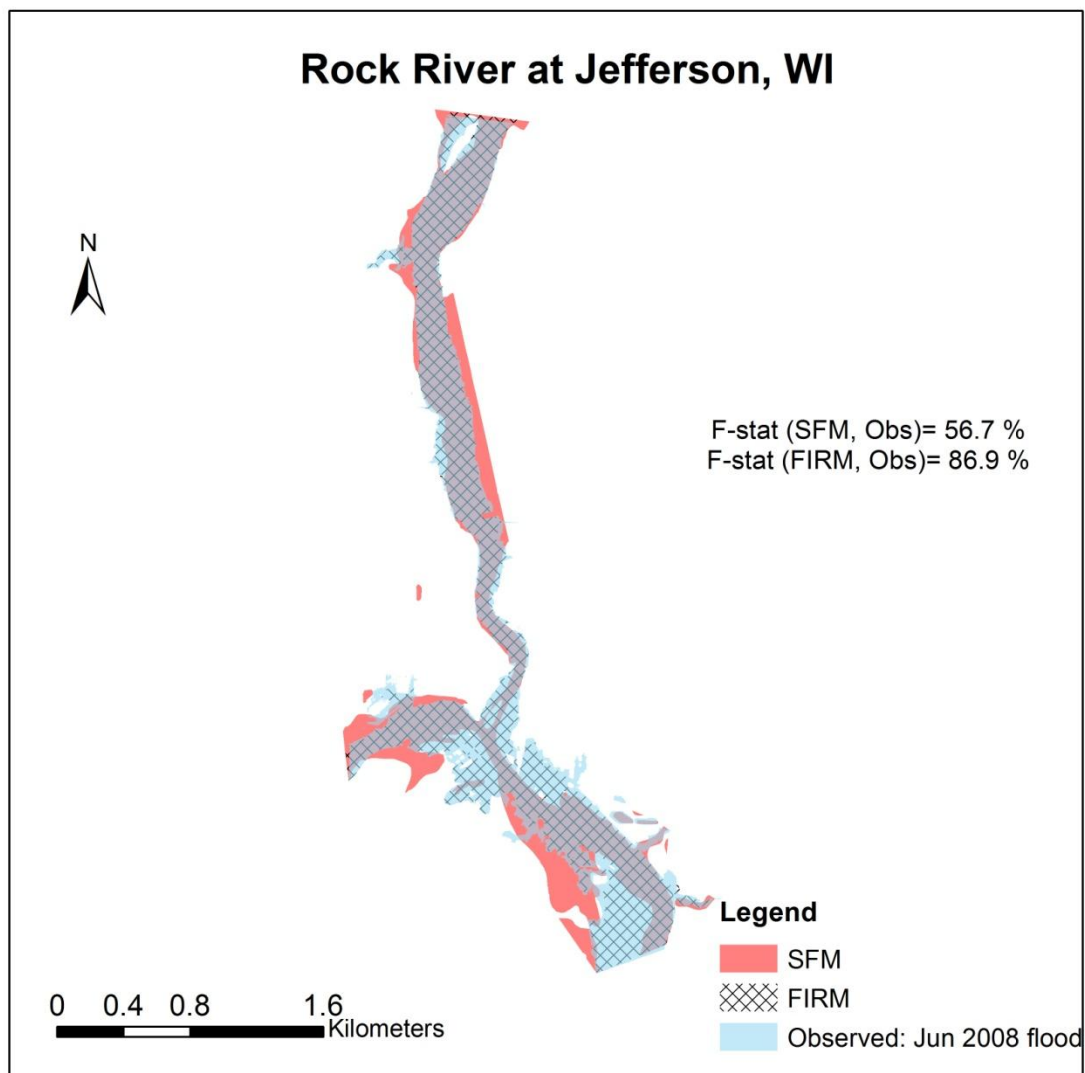 Rock River at Jefferson, WI
N
F-stat (SFM, Obs)= 56.7 %
F-stat (FIRM, Obs)= 86.9 %
Legend
SFM
FIRM
Observed: Jun 2008 flood
0 0.4 0.8 1.6
Kilometers